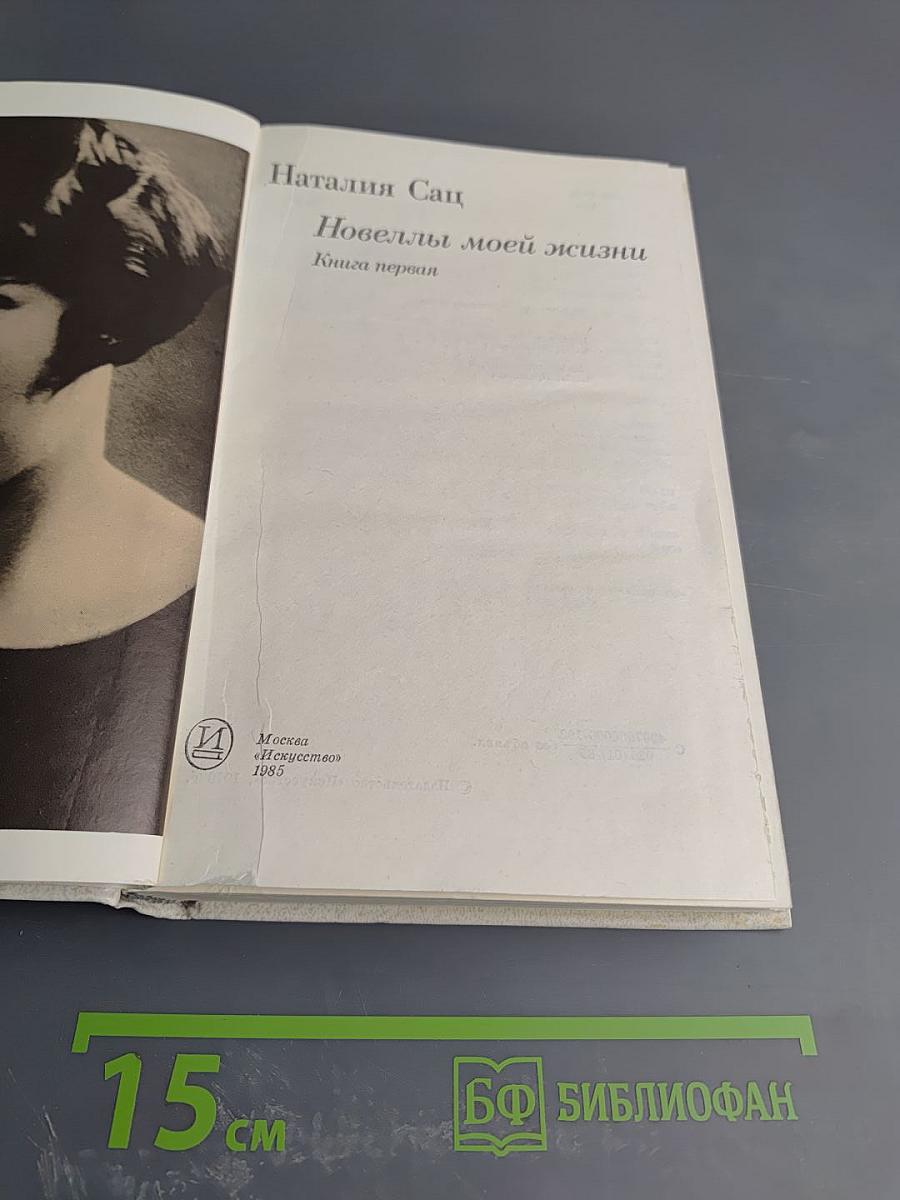 Наталия Сац
Новеллы моей жизни
Книга первая
И
Москва
«Искусство»
1985
15 см
БФ БИБЛИОФАН